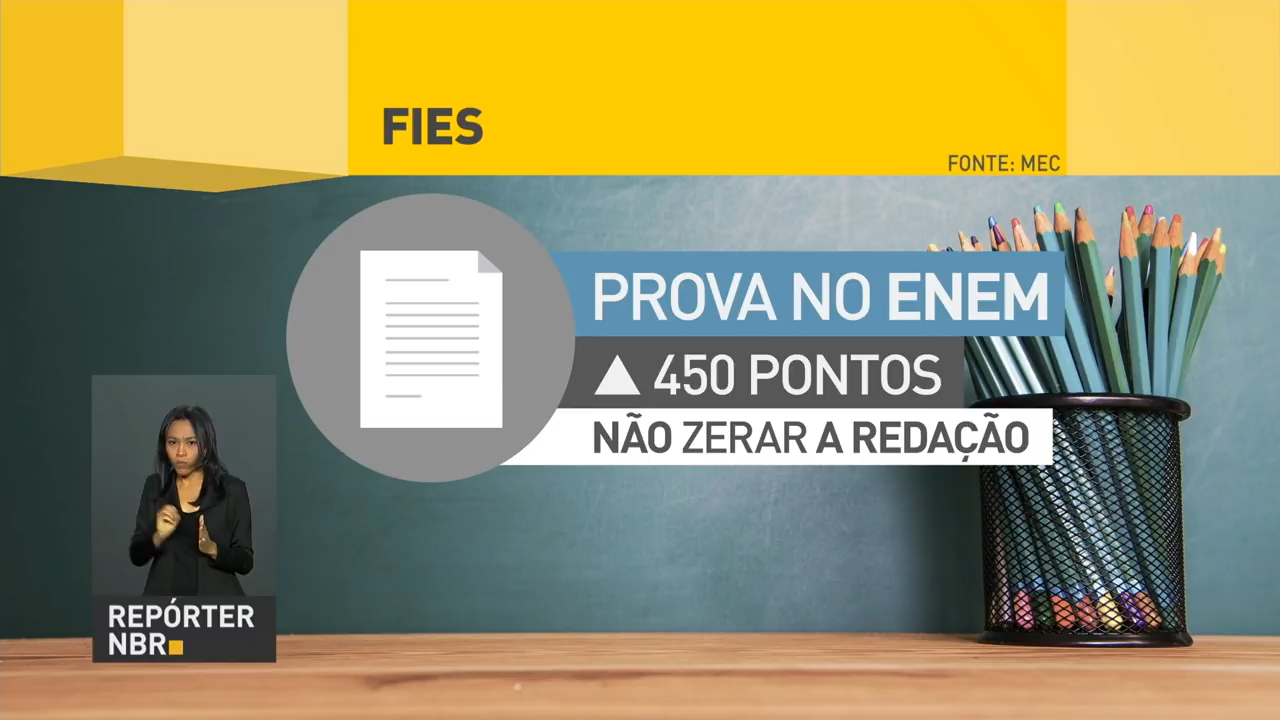 FIES
FONTE: MEC
PROVA NO ENEM
▲ 450 PONTOS
NÃO ZERAR A REDAÇÃO
REPÓRTER
NBR